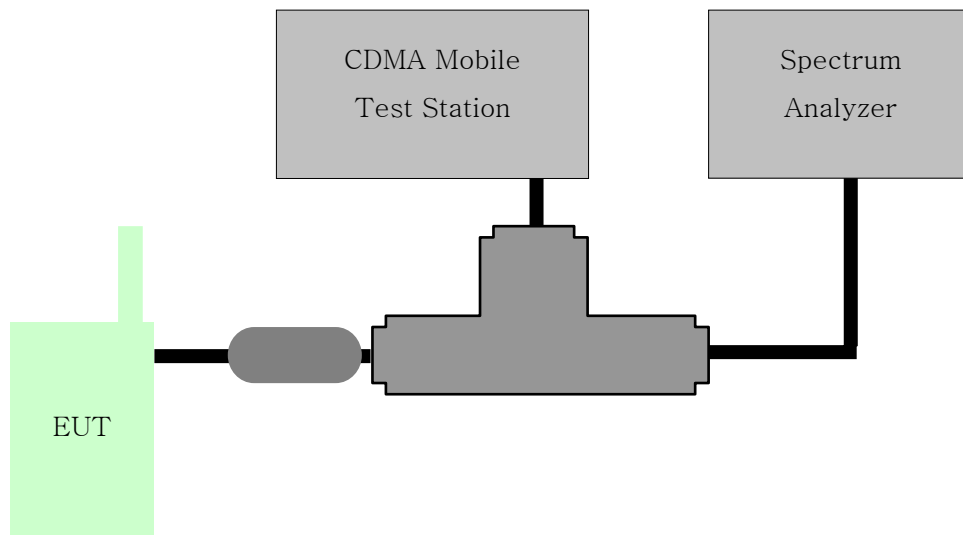 CDMA Mobile
Test Station
Spectrum
Analyzer
EUT